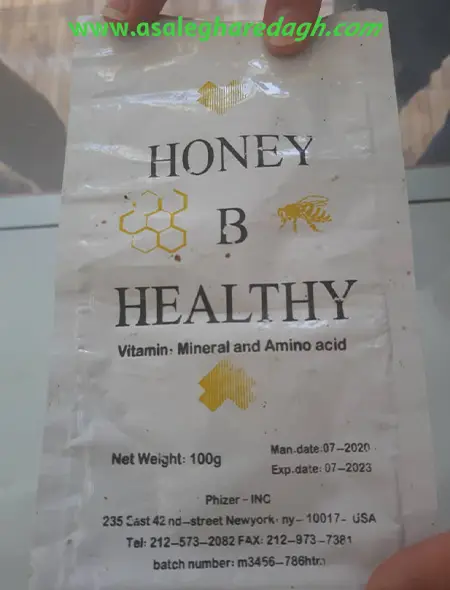 www.asalegharedagh.com
HONEY
B
HEALTHY
Vitamin: Mineral and Amino acid
Net Weight: 100g
Man.date:07-2020
Exp.date: 07-2023
Phizer - INC
235 East 42 nd-street Newyork- ny- 10017- USA
Tel: 212-573-2082 FAX: 212-973-7381
batch number: m3456-786htr.